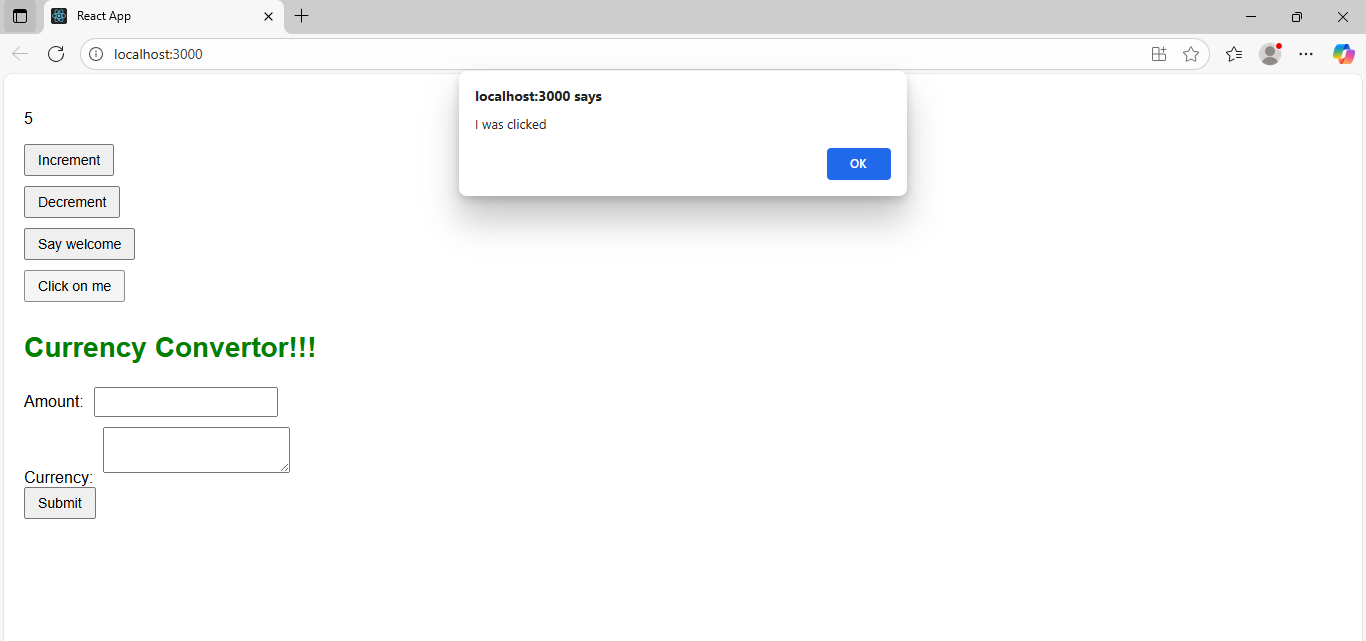 React App
localhost:3000
localhost:3000 says
I was clicked
OK
5
Increment
Decrement
Say welcome
Click on me
Currency Convertor!!!
Amount:
Currency:
Submit